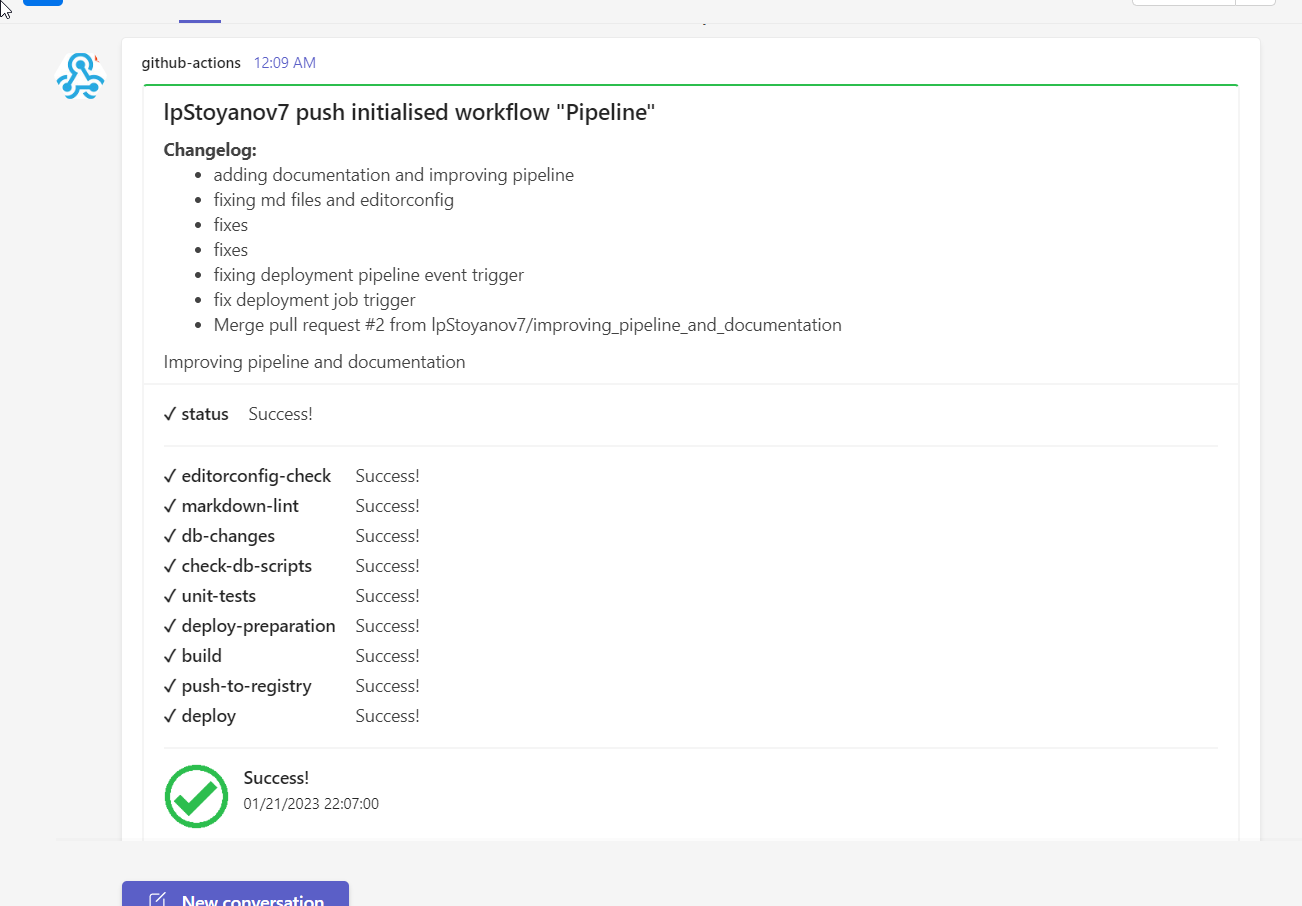 github-actions 12:09 AM
lpStoyanov7 push initialised workflow "Pipeline"
Changelog:
• adding documentation and improving pipeline
• fixing md files and editorconfig
• fixes
• fixes
• fixing deployment pipeline event trigger
• fix deployment job trigger
• Merge pull request #2 from lpStoyanov7/improving_pipeline_and_documentation
Improving pipeline and documentation
✓ status Success!
✓ editorconfig-check Success!
✓ markdown-lint Success!
✓ db-changes Success!
✓ check-db-scripts Success!
✓ unit-tests Success!
✓ deploy-preparation Success!
✓ build Success!
✓ push-to-registry Success!
✓ deploy Success!
Success!
01/21/2023 22:07:00
New conversation